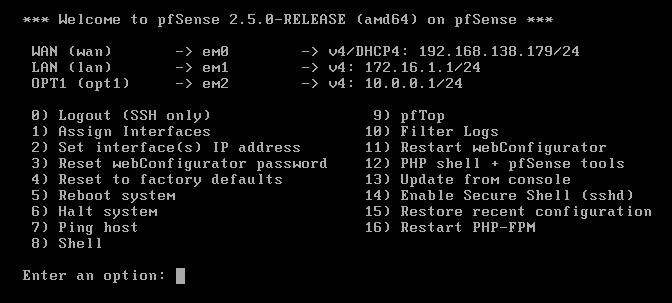 *** Welcome to pfSense 2.5.0-RELEASE (amd64) on pfSense ***
WAN (wan) -> em0 -> v4/DHCP4: 192.168.138.179/24
LAN (lan) -> em1 -> v4: 172.16.1.1/24
OPT1 (opt1) -> em2 -> v4: 10.0.0.1/24
0) Logout (SSH only) 9) pfTop
1) Assign Interfaces 10) Filter Logs
2) Set interface(s) IP address 11) Restart webConfigurator
3) Reset webConfigurator password 12) PHP shell + pfSense tools
4) Reset to factory defaults 13) Update from console
5) Reboot system 14) Enable Secure Shell (sshd)
6) Halt system 15) Restore recent configuration
7) Ping host 16) Restart PHP-FPM
8) Shell
Enter an option: